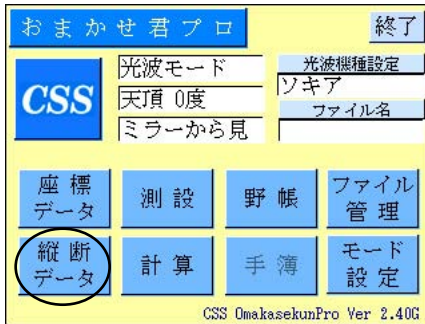 おまかせ君プロ
終了
CSS
光波モード
天頂 0度
ミラーから見
光波機種設定
ソキア
ファイル名
座標
データ
測設
野帳
ファイル
管理
縦断
データ
計算
手簿
モード
設定
CSS OmakasekunPro Ver 2.40G